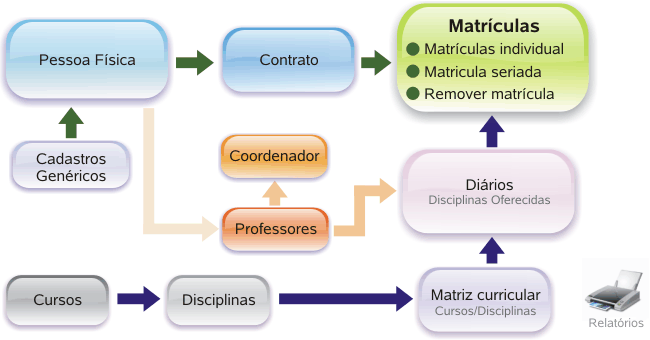 Matrículas
Matrículas individual
Matricula seriada
Remover matrícula
Pessoa Física
Contrato
Cadastros
Genéricos
Coordenador
Professores
Diários
Disciplinas Oferecidas
Cursos
Disciplinas
Matriz curricular
Cursos/Disciplinas
Relatórios